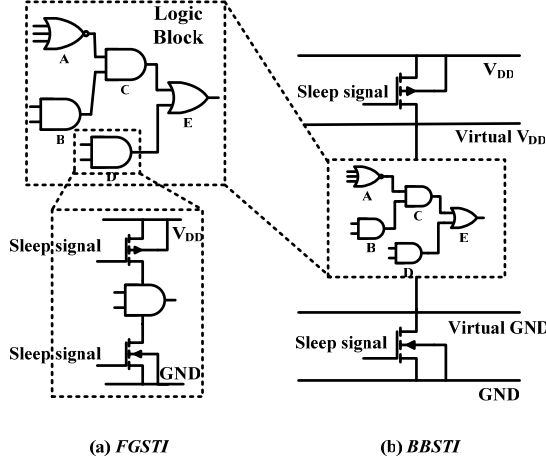 Logic
Block
A
B
C
D
E
Sleep signal
VDD
Sleep signal
GND
(a) FGSTI
VDD
Sleep signal
Virtual VDD
A
B
C
D
E
Virtual GND
Sleep signal
GND
(b) BBSTI